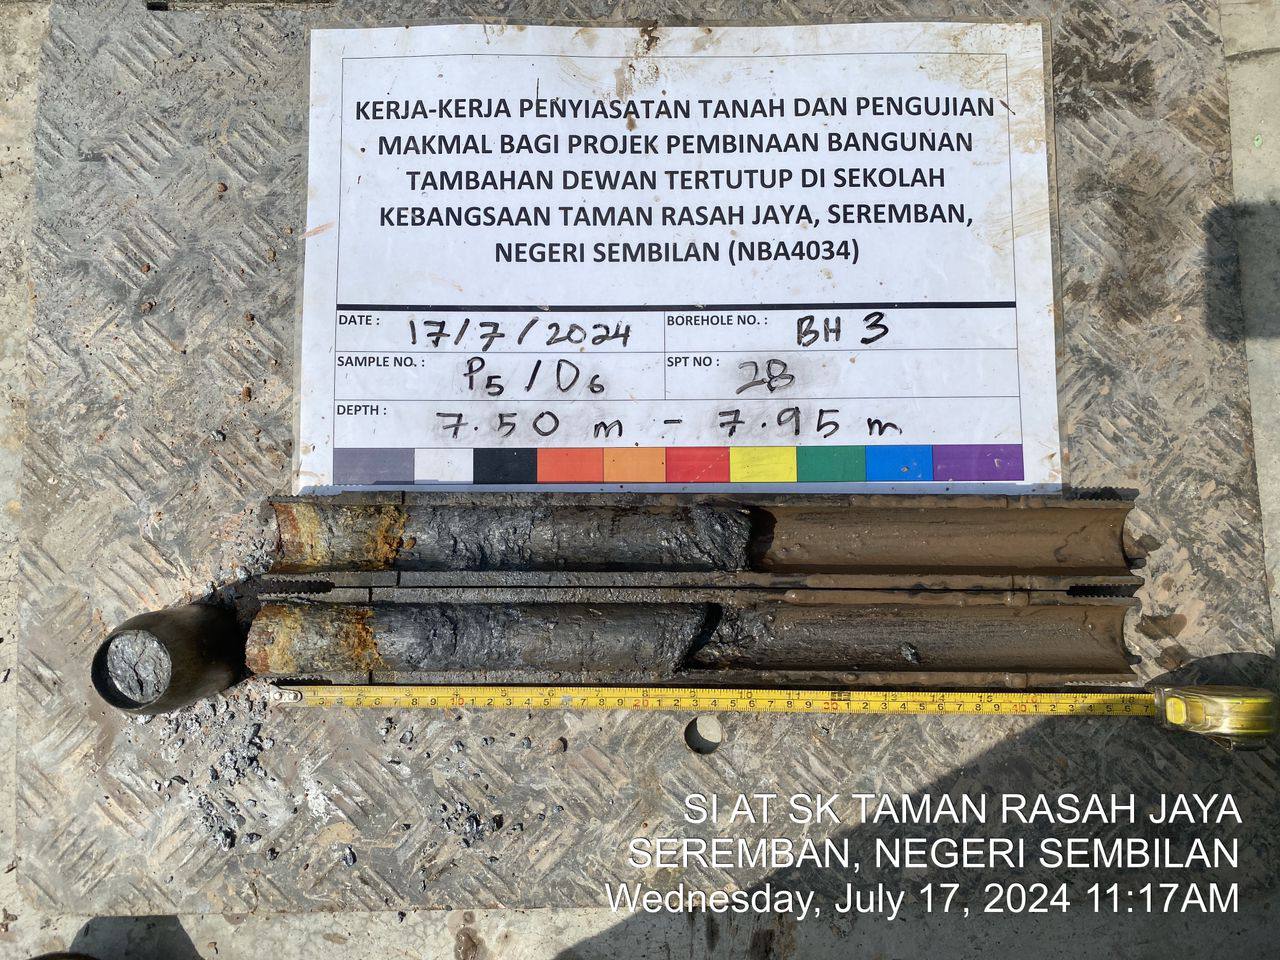 KERJA-KERJA PENYIASATAN TANAH DAN PENGUJIAN
MAKMAL BAGI PROJEK PEMBINAAN BANGUNAN
TAMBAHAN DEWAN TERTUTUP DI SEKOLAH
KEBANGSAAN TAMAN RASAH JAYA, SEREMBAN,
NEGERI SEMBILAN (NBA4034)
DATE : 17/7/2024 BOREHOLE NO. : BH 3
SAMPLE NO. : P5/D6 SPT NO : 28
DEPTH : 7.50 m - 7.95 m
SI AT SK TAMAN RASAH JAYA
SEREMBAN, NEGERI SEMBILAN
Wednesday, July 17, 2024 11:17AM